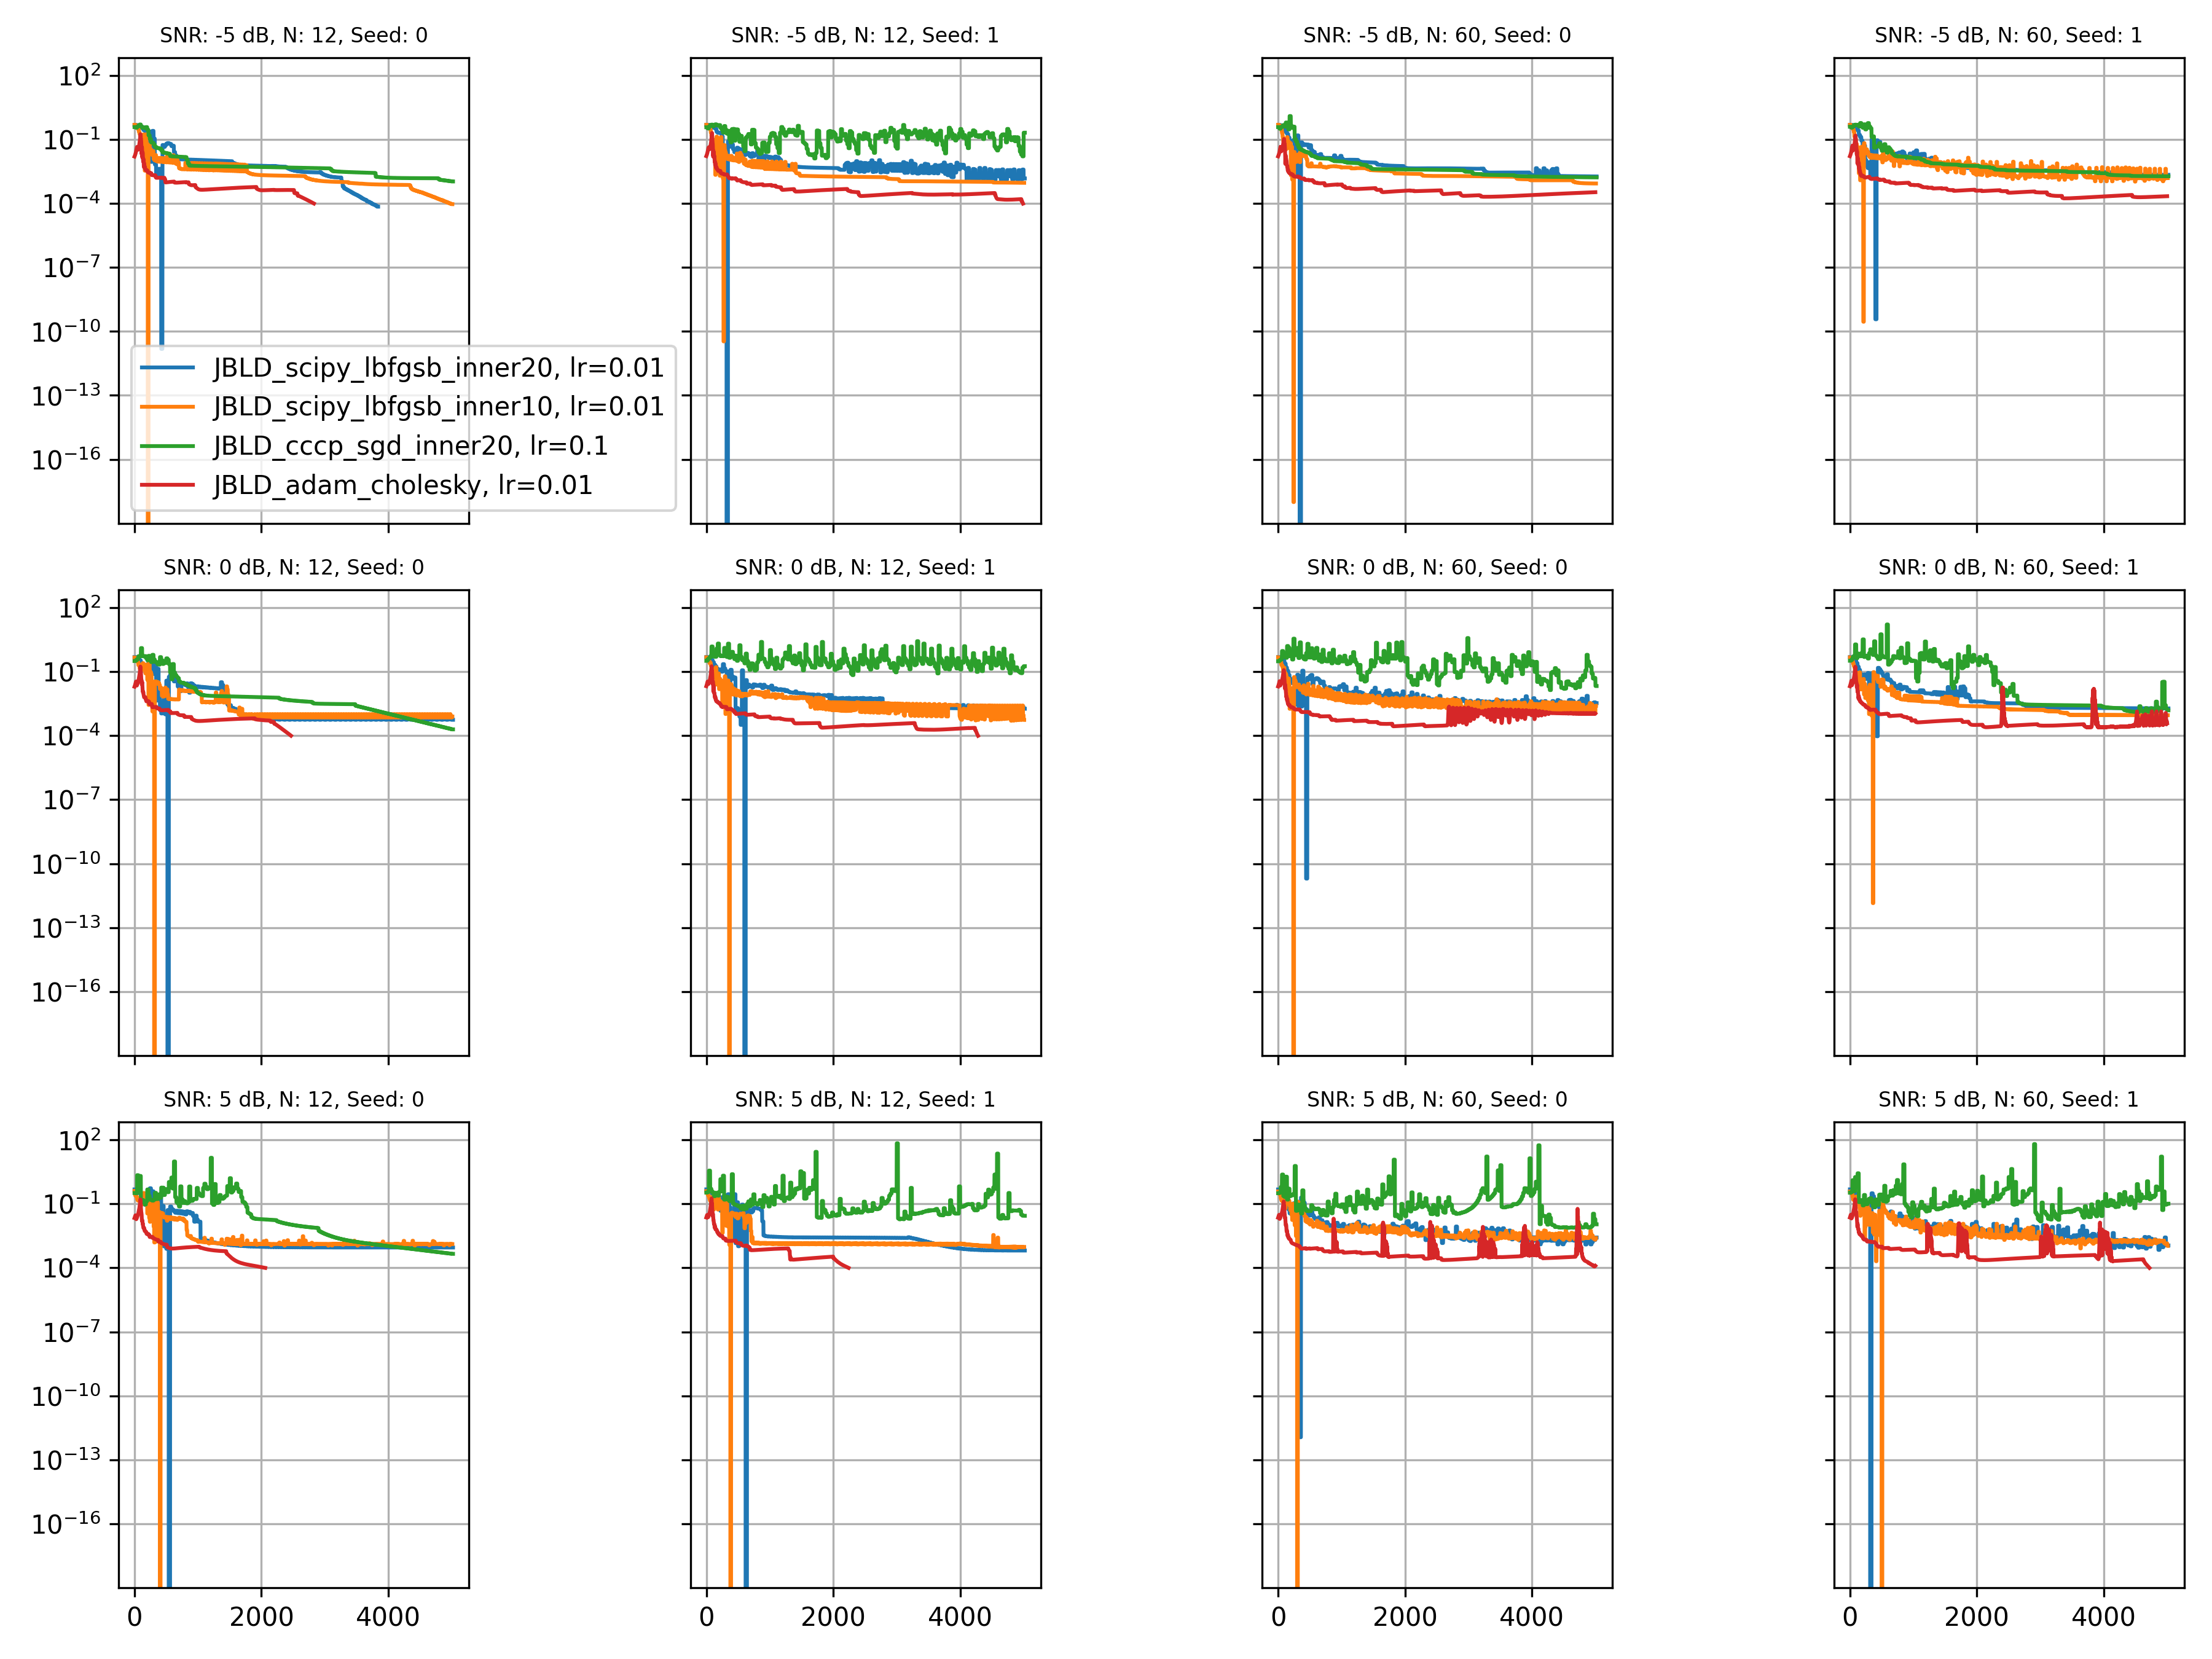 SNR: -5 dB, N: 12, Seed: 0
SNR: -5 dB, N: 12, Seed: 1
SNR: -5 dB, N: 60, Seed: 0
SNR: -5 dB, N: 60, Seed: 1
10²
10⁻¹
10⁻⁴
10⁻⁷
10⁻¹⁰
10⁻¹³
10⁻¹⁶
JBLD_scipy_lbfgsb_inner20, lr=0.01
JBLD_scipy_lbfgsb_inner10, lr=0.01
JBLD_cccp_sgd_inner20, lr=0.1
JBLD_adam_cholesky, lr=0.01
SNR: 0 dB, N: 12, Seed: 0
SNR: 0 dB, N: 12, Seed: 1
SNR: 0 dB, N: 60, Seed: 0
SNR: 0 dB, N: 60, Seed: 1
10²
10⁻¹
10⁻⁴
10⁻⁷
10⁻¹⁰
10⁻¹³
10⁻¹⁶
SNR: 5 dB, N: 12, Seed: 0
SNR: 5 dB, N: 12, Seed: 1
SNR: 5 dB, N: 60, Seed: 0
SNR: 5 dB, N: 60, Seed: 1
10²
10⁻¹
10⁻⁴
10⁻⁷
10⁻¹⁰
10⁻¹³
10⁻¹⁶
0 2000 4000
0 2000 4000
0 2000 4000
0 2000 4000